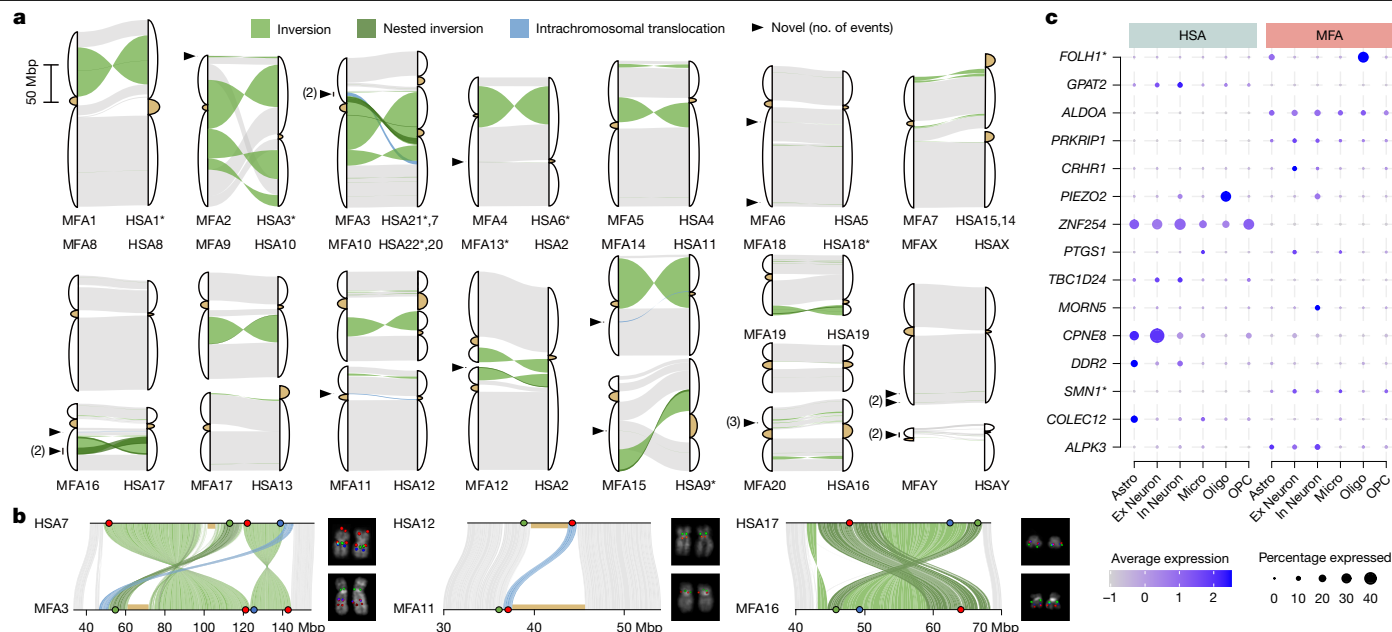 a
Inversion
Nested inversion
Intrachromosomal translocation
Novel (no. of events)
50 Mbp
(2)
MFA1 HSA1*
MFA2 HSA3*
MFA3 HSA21*,7
MFA4 HSA6*
MFA5 HSA4
MFA6 HSA5
MFA7 HSA15,14
MFA8 HSA8
MFA9 HSA10
MFA10 HSA22*,20
MFA13* HSA2
MFA14 HSA11
MFA18 HSA18*
MFAX HSAX
MFA19 HSA19
(2)
(3)
(2)
(2)
MFA16 HSA17
MFA17 HSA13
MFA11 HSA12
MFA12 HSA2
MFA15 HSA9*
MFA20 HSA16
MFAY HSAY
b
HSA7
MFA3
40 60 80 100 120 140 Mbp
HSA12
MFA11
30 40 50 Mbp
HSA17
MFA16
40 50 60 70 Mbp
c
HSA MFA
FOLH1*
GPAT2
ALDOA
PRKRIP1
CRHR1
PIEZO2
ZNF254
PTGS1
TBC1D24
MORN5
CPNE8
DDR2
SMN1*
COLEC12
ALPK3
Astro Ex Neuron In Neuron Micro Oligo OPC Astro Ex Neuron In Neuron Micro Oligo OPC
Average expression
−1 0 1 2
Percentage expressed
0 10 20 30 40